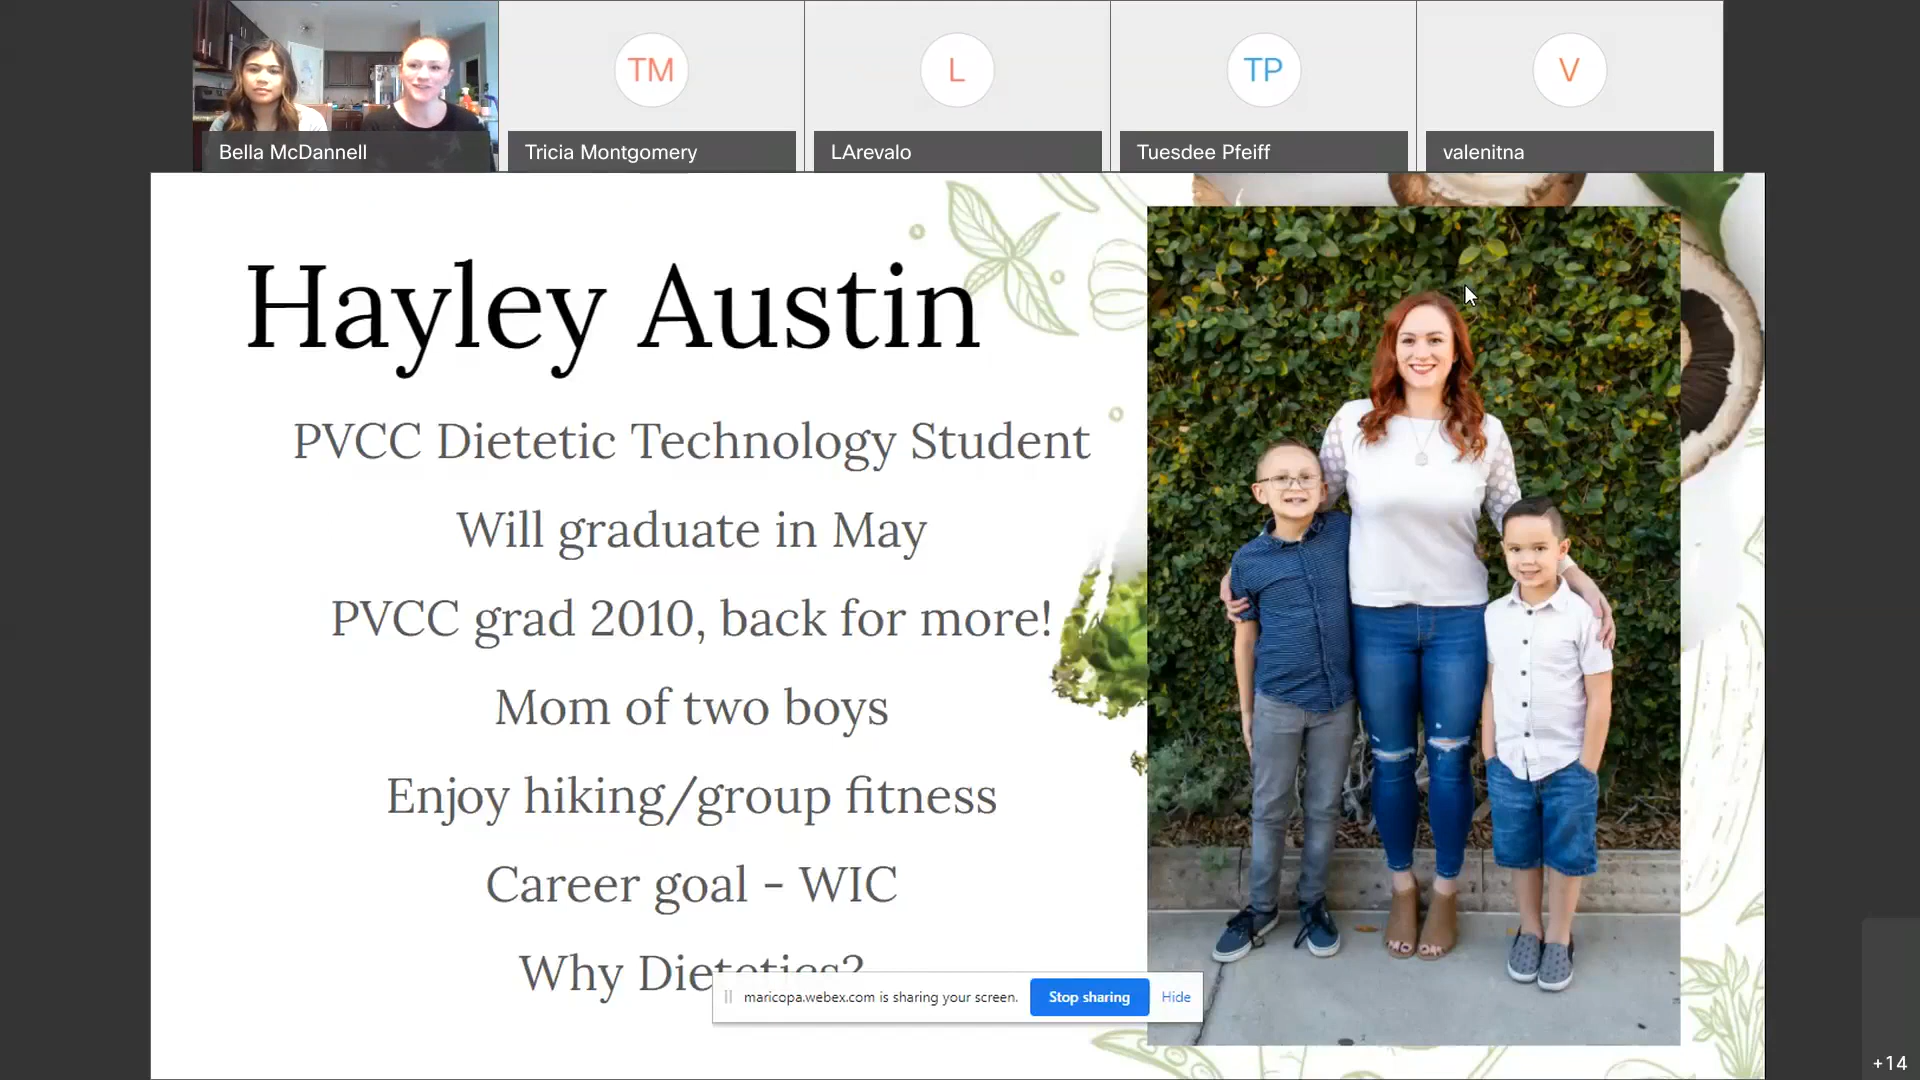 TM
L
TP
V
Bella McDannell
Tricia Montgomery
LArevalo
Tuesdee Pfeiff
valenitna
Hayley Austin
PVCC Dietetic Technology Student
Will graduate in May
PVCC grad 2010, back for more!
Mom of two boys
Enjoy hiking/group fitness
Career goal - WIC
Why Dietetics?
maricopa.webex.com is sharing your screen.
Stop sharing
Hide
+14